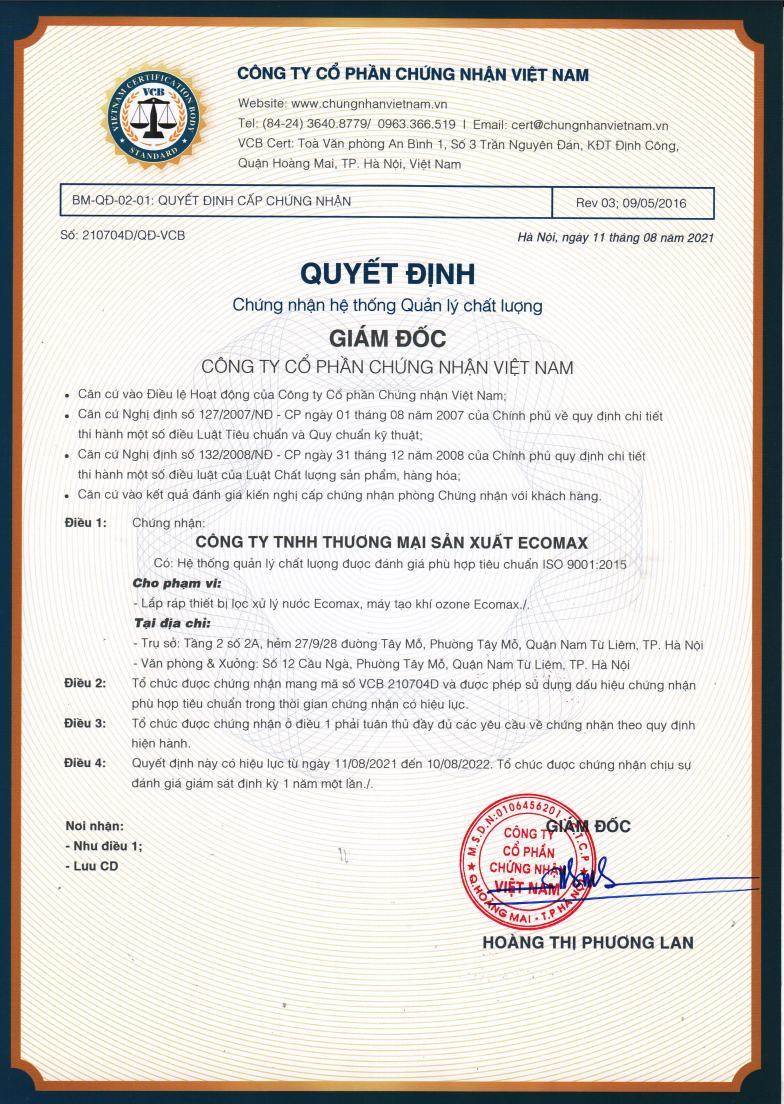 CÔNG TY CỔ PHẦN CHỨNG NHẬN VIỆT NAM
VIETNAM CERTIFICATION BODY
VCB
STANDARD
Website: www.chungnhanvietnam.vn
Tel: (84-24) 3640.8779/ 0963.366.519 I Email: cert@chungnhanvietnam.vn
VCB Cert: Toà Văn phòng An Bình 1, Số 3 Trần Nguyên Đán, KĐT Định Công,
Quận Hoàng Mai, TP. Hà Nội, Việt Nam
BM-QĐ-02-01: QUYẾT ĐỊNH CẤP CHỨNG NHẬN
Rev 03; 09/05/2016
Số: 210704D/QĐ-VCB
Hà Nội, ngày 11 tháng 08 năm 2021
QUYẾT ĐỊNH
Chứng nhận hệ thống Quản lý chất lượng
GIÁM ĐỐC
CÔNG TY CỔ PHẦN CHỨNG NHẬN VIỆT NAM
• Căn cứ vào Điều lệ Hoạt động của Công ty Cổ phần Chứng nhận Việt Nam;
• Căn cứ Nghị định số 127/2007/NĐ - CP ngày 01 tháng 08 năm 2007 của Chính phủ về quy định chi tiết
thi hành một số điều Luật Tiêu chuẩn và Quy chuẩn kỹ thuật;
• Căn cứ Nghị định số 132/2008/NĐ - CP ngày 31 tháng 12 năm 2008 của Chính phủ quy định chi tiết
thi hành một số điều luật của Luật Chất lượng sản phẩm, hàng hóa;
• Căn cứ vào kết quả đánh giá kiến nghị cấp chứng nhận phòng Chứng nhận với khách hàng.
Điều 1: Chứng nhận:
CÔNG TY TNHH THƯƠNG MẠI SẢN XUẤT ECOMAX
Có: Hệ thống quản lý chất lượng được đánh giá phù hợp tiêu chuẩn ISO 9001:2015
Cho phạm vi:
- Lắp ráp thiết bị lọc xử lý nước Ecomax, máy tạo khí ozone Ecomax./.
Tại địa chỉ:
- Trụ sở: Tầng 2 số 2A, hẻm 27/9/28 đường Tây Mỗ, Phường Tây Mỗ, Quận Nam Từ Liêm, TP. Hà Nội
- Văn phòng & Xưởng: Số 12 Cầu Ngà, Phường Tây Mỗ, Quận Nam Từ Liêm, TP. Hà Nội
Điều 2: Tổ chức được chứng nhận mang mã số VCB 210704D và được phép sử dụng dấu hiệu chứng nhận
phù hợp tiêu chuẩn trong thời gian chứng nhận có hiệu lực.
Điều 3: Tổ chức được chứng nhận ở điều 1 phải tuân thủ đầy đủ các yêu cầu về chứng nhận theo quy định
hiện hành.
Điều 4: Quyết định này có hiệu lực từ ngày 11/08/2021 đến 10/08/2022. Tổ chức được chứng nhận chịu sự
đánh giá giám sát định kỳ 1 năm một lần./.
Nơi nhận:
- Như điều 1;
- Lưu CD
GIÁM ĐỐC
M.S.D.N:0106456201
C.T.C.P
CÔNG TY
CỔ PHẦN
CHỨNG NHẬN
VIỆT NAM
Q.HOÀNG MAI - T.P HÀ NỘI
HOÀNG THỊ PHƯƠNG LAN